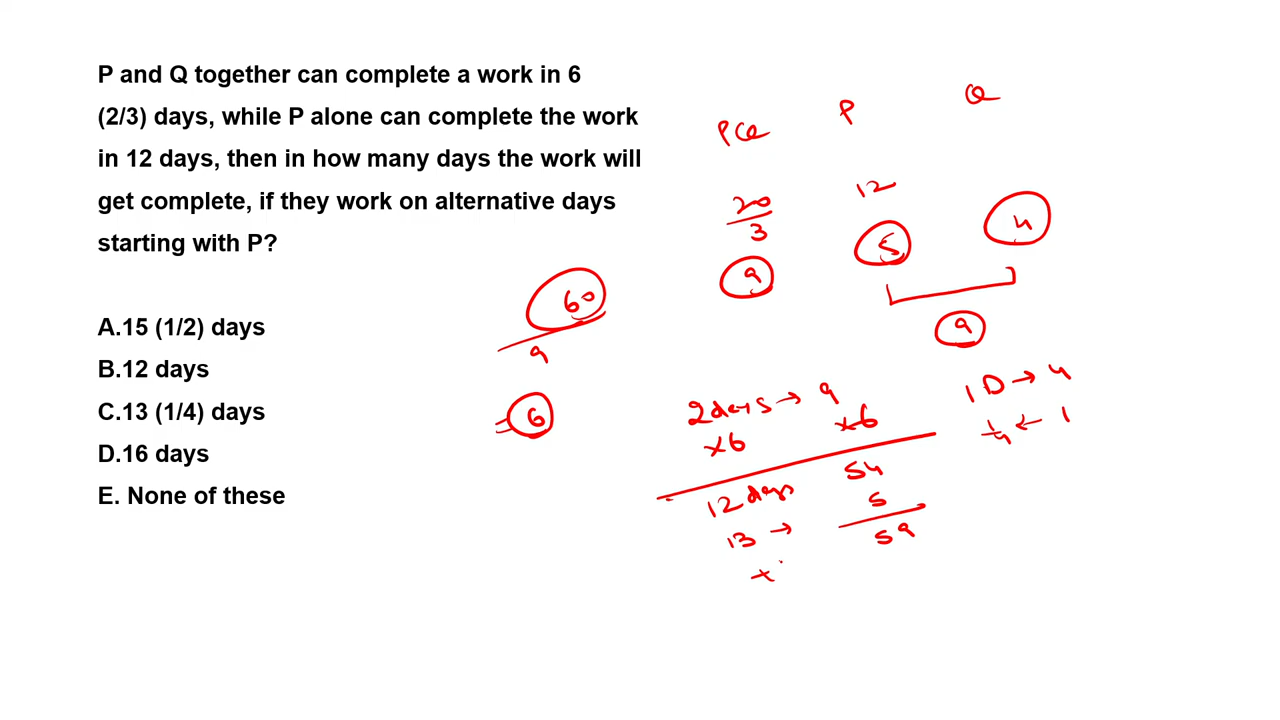 P and Q together can complete a work in 6
(2/3) days, while P alone can complete the work
in 12 days, then in how many days the work will
get complete, if they work on alternative days
starting with P?
A.15 (1/2) days
B.12 days
C.13 (1/4) days
D.16 days
E. None of these
PQ P Q
20/3 12
9 5 4
9
60/9
=6
2days→ 9
×6 ×6
12 days 54
5
13 → 59
+
1D→ 4
1/4 ← 1